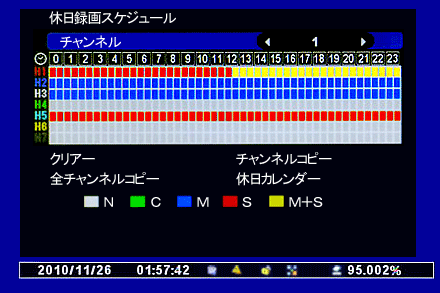 休日録画スケジュール
チャンネル 1
0 1 2 3 4 5 6 7 8 9 10 11 12 13 14 15 16 17 18 19 20 21 22 23
H1
H2
H3
H4
H5
H6
H7
クリアー チャンネルコピー
全チャンネルコピー 休日カレンダー
N C M S M+S
2010/11/26 01:57:42 95.002%